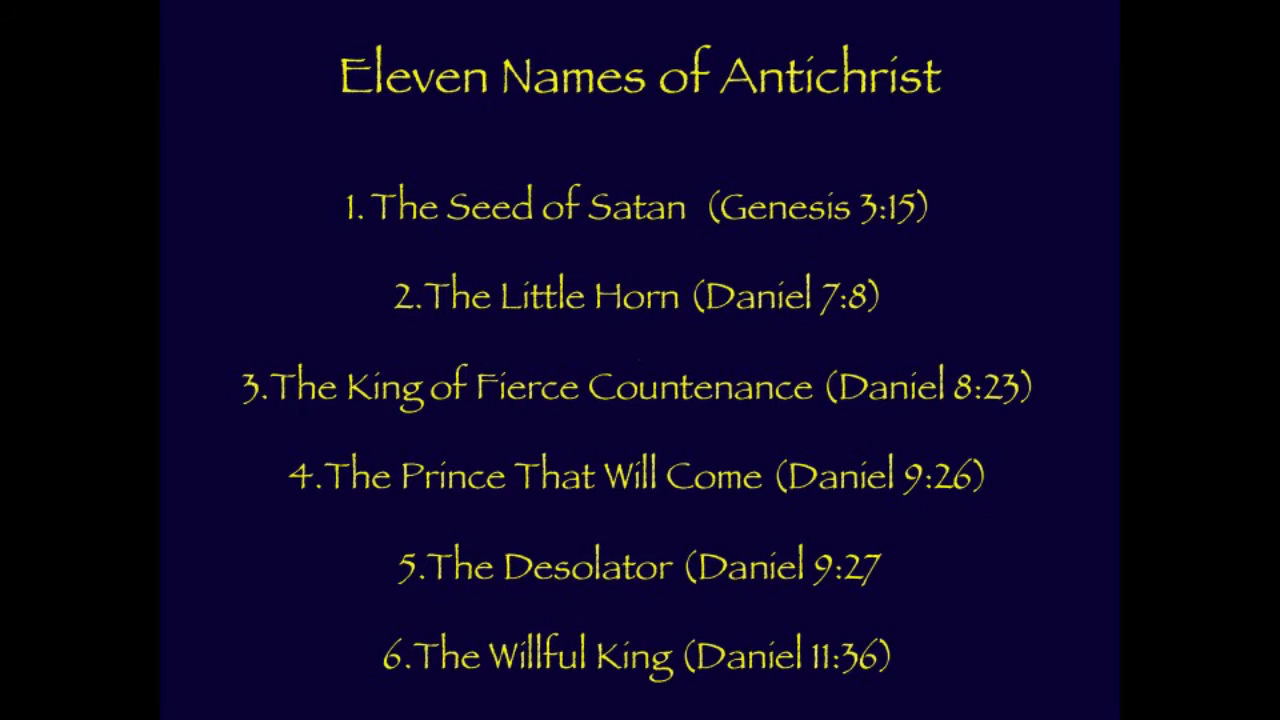 Eleven Names of Antichrist
1. The Seed of Satan (Genesis 3:15)
2.The Little Horn (Daniel 7:8)
3.The King of Fierce Countenance (Daniel 8:23)
4.The Prince That Will Come (Daniel 9:26)
5.The Desolator (Daniel 9:27
6.The Willful King (Daniel 11:36)